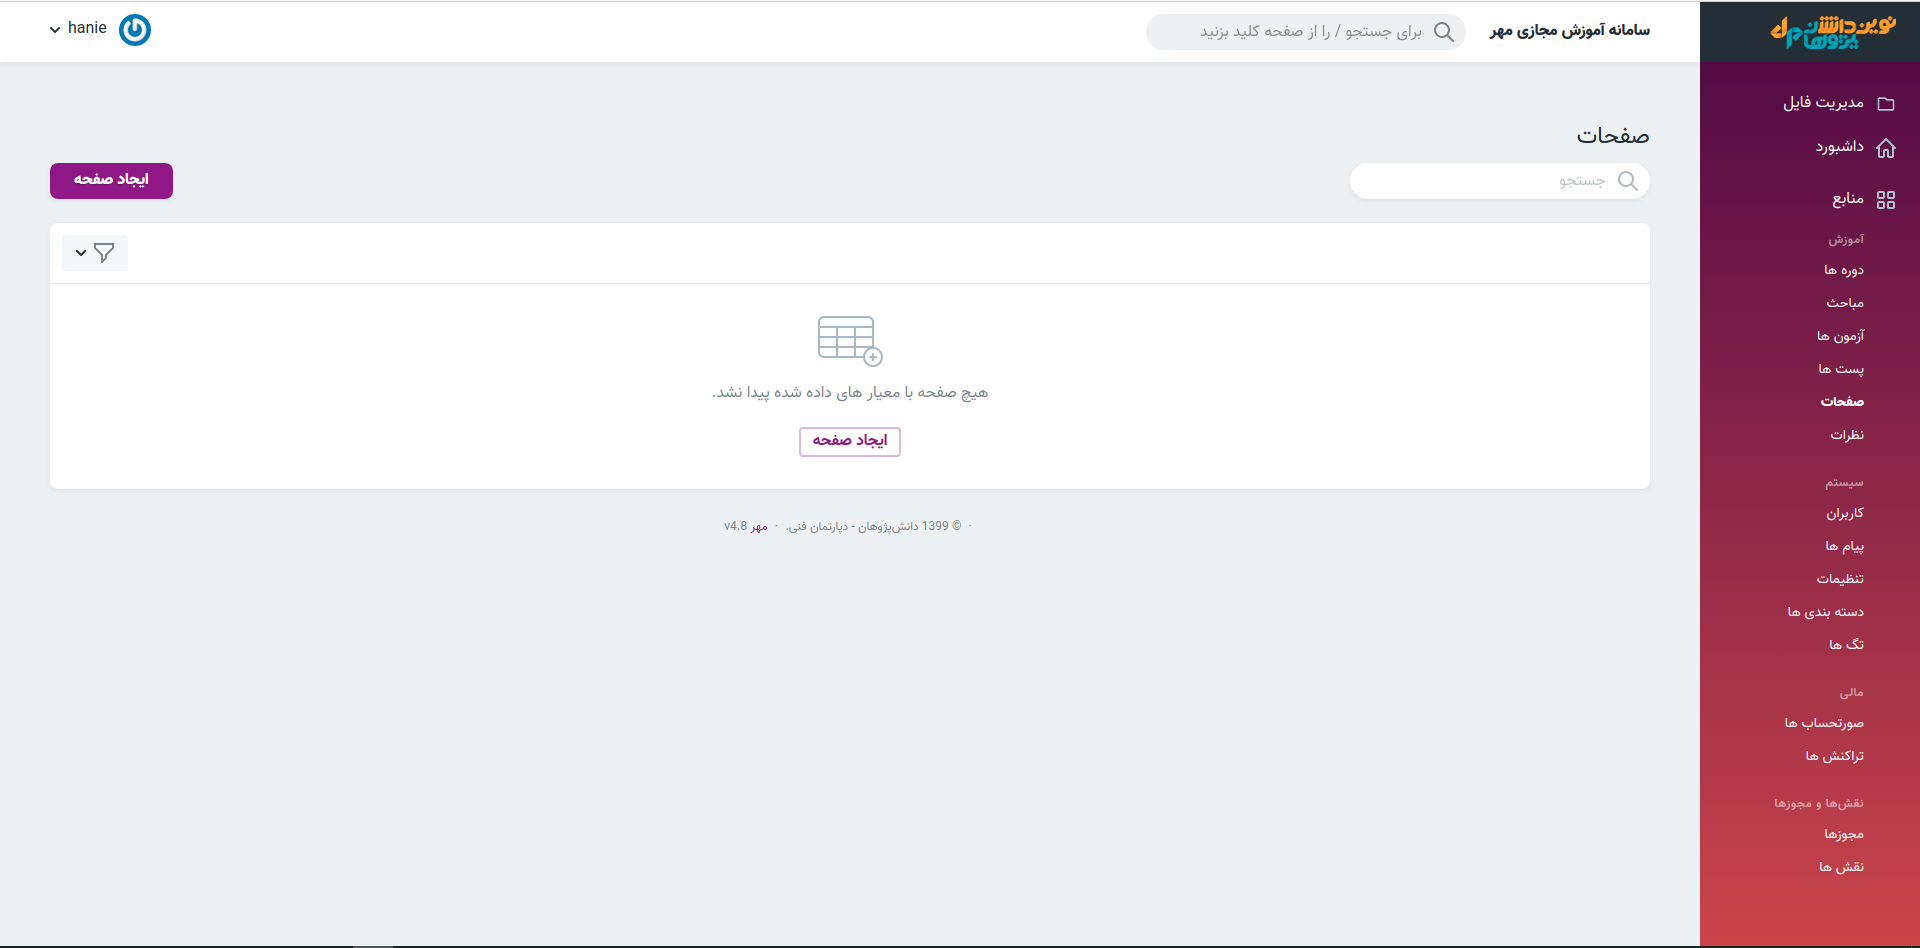 نوین دانش پژوهان
سامانه آموزش مجازی مهر
برای جستجو / را از صفحه کلید بزنید
hanie
مدیریت فایل
داشبورد
منابع
آموزش
دوره ها
مباحث
آزمون ها
پست ها
صفحات
نظرات
سیستم
کاربران
پیام ها
تنظیمات
دسته بندی ها
تگ ها
مالی
صورتحساب ها
تراکنش ها
نقش‌ها و مجوزها
مجوزها
نقش ها
صفحات
جستجو
ایجاد صفحه
هیچ صفحه با معیار های داده شده پیدا نشد.
ایجاد صفحه
· © 1399 دانش‌پژوهان - دپارتمان فنی. · مهر v4.8